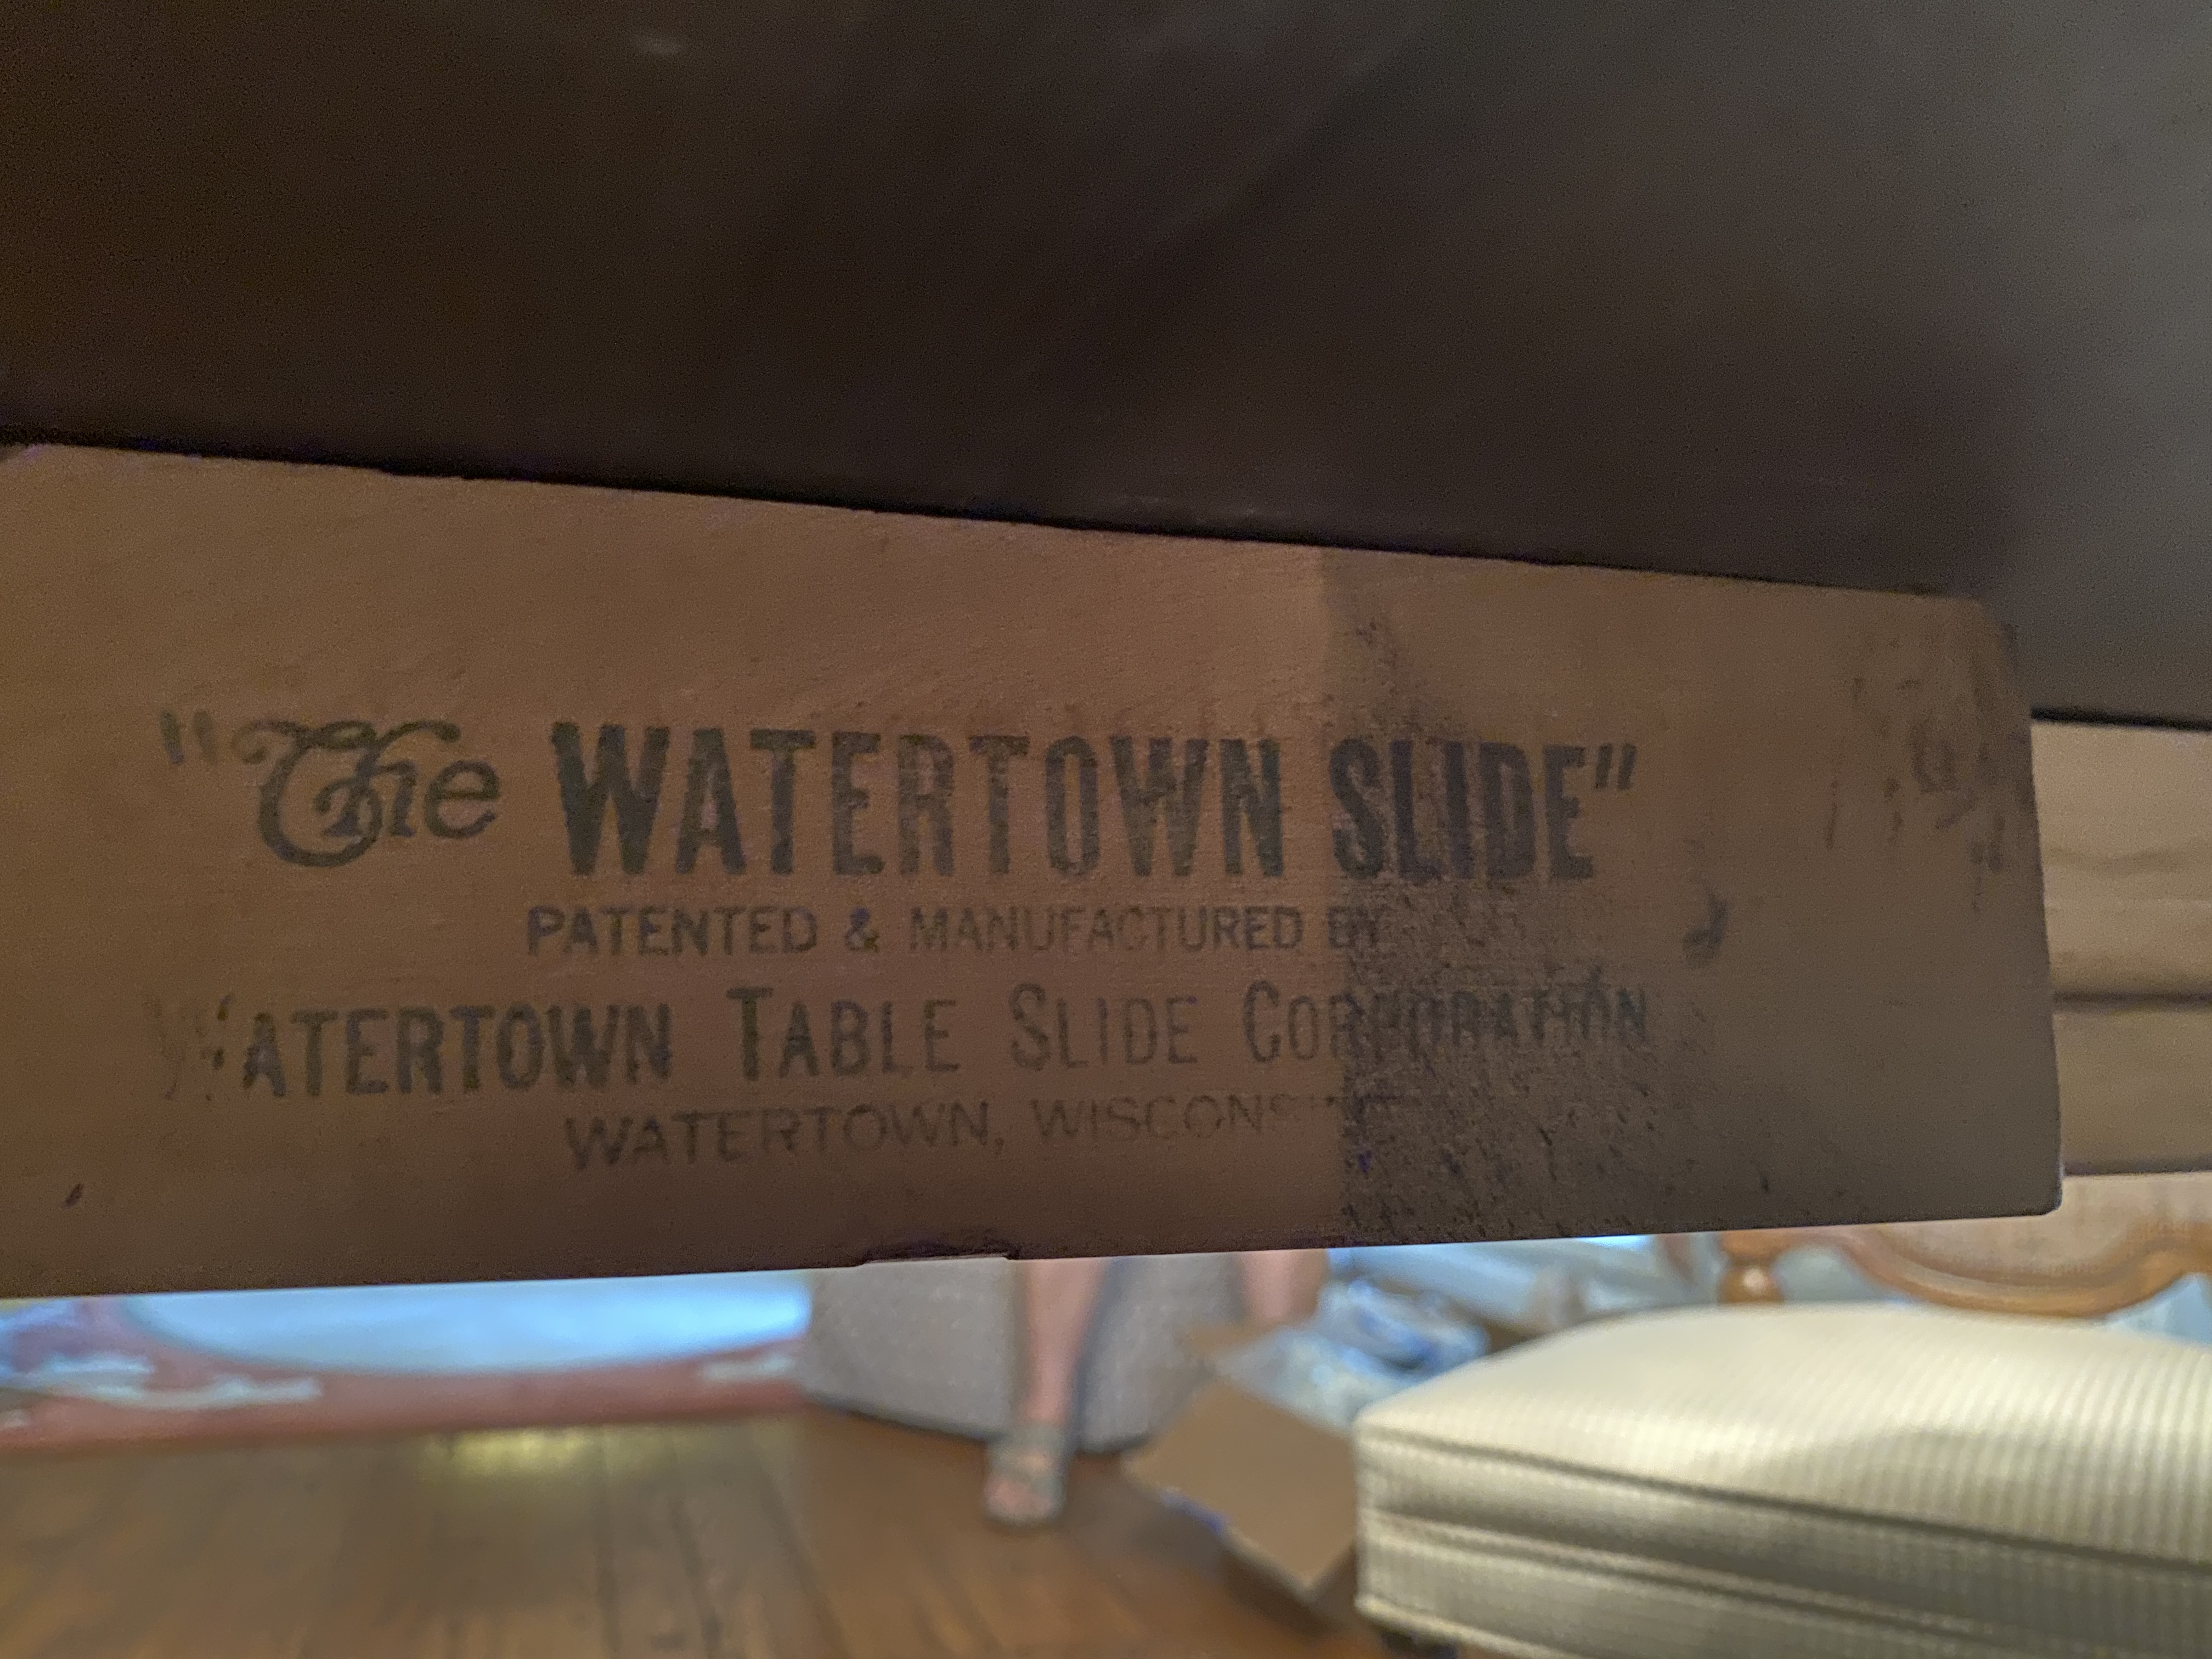 "The WATERTOWN SLIDE"
PATENTED & MANUFACTURED BY
WATERTOWN TABLE SLIDE CORPORATION
WATERTOWN, WISCONSIN